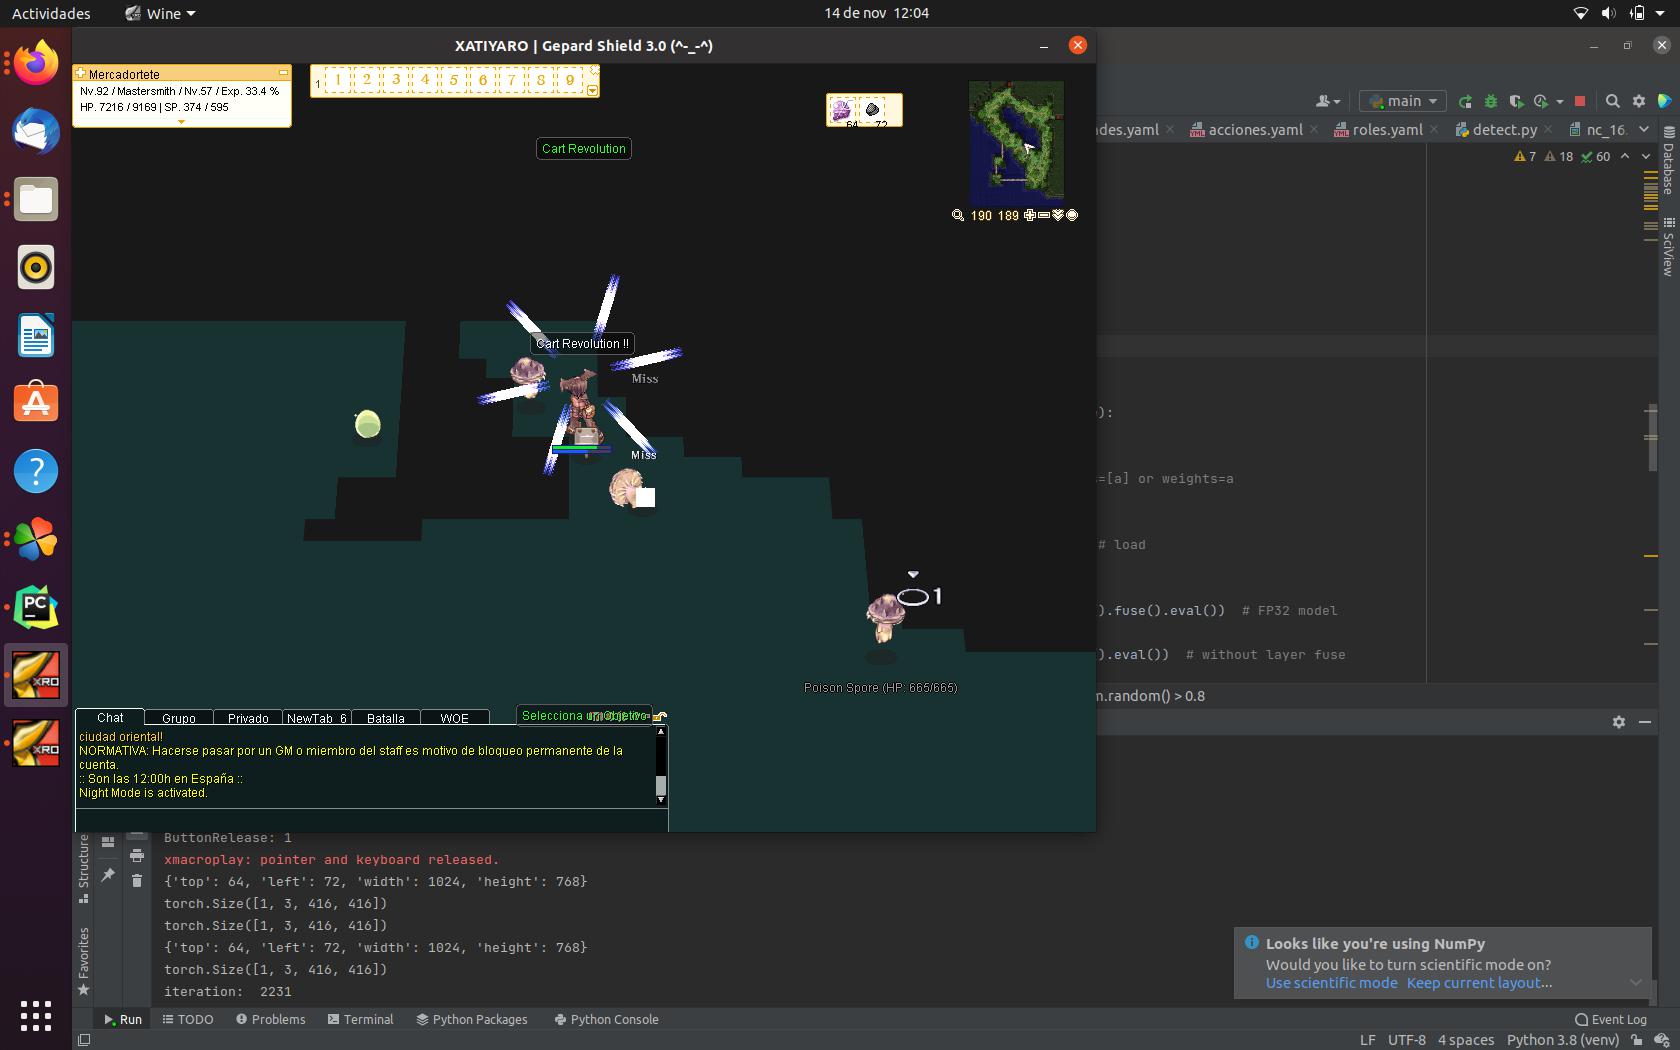 Actividades
Wine
14 de nov 12:04
XATIYARO | Gepard Shield 3.0 (^-_-^)
Mercadortete
Nv.92 / Mastersmith / Nv.57 / Exp. 33.4 %
HP. 7216 / 9169 | SP. 374 / 595
1 1 2 3 4 5 6 7 8 9
64 72
Cart Revolution
190 189
main
des.yaml
acciones.yaml
roles.yaml
detect.py
nc_16.
7 18 60
Database
SciView
Cart Revolution !!
Miss
Miss
1
Poison Spore (HP: 665/665)
):
=[a] or weights=a
# load
).fuse().eval()) # FP32 model
).eval()) # without layer fuse
m.random() > 0.8
Chat
Grupo
Privado
NewTab_6
Batalla
WOE
ciudad oriental!
NORMATIVA: Hacerse pasar por un GM o miembro del staff es motivo de bloqueo permanente de la
cuenta.
:: Son las 12:00h en España ::
Night Mode is activated.
PC
XRO
XRO
Structure
Favorites
ButtonRelease: 1
xmacroplay: pointer and keyboard released.
{'top': 64, 'left': 72, 'width': 1024, 'height': 768}
torch.Size([1, 3, 416, 416])
torch.Size([1, 3, 416, 416])
{'top': 64, 'left': 72, 'width': 1024, 'height': 768}
torch.Size([1, 3, 416, 416])
iteration:  2231
Looks like you're using NumPy
Would you like to turn scientific mode on?
Use scientific mode Keep current layout...
Run
TODO
Problems
Terminal
Python Packages
Python Console
Event Log
LF UTF-8 4 spaces Python 3.8 (venv)